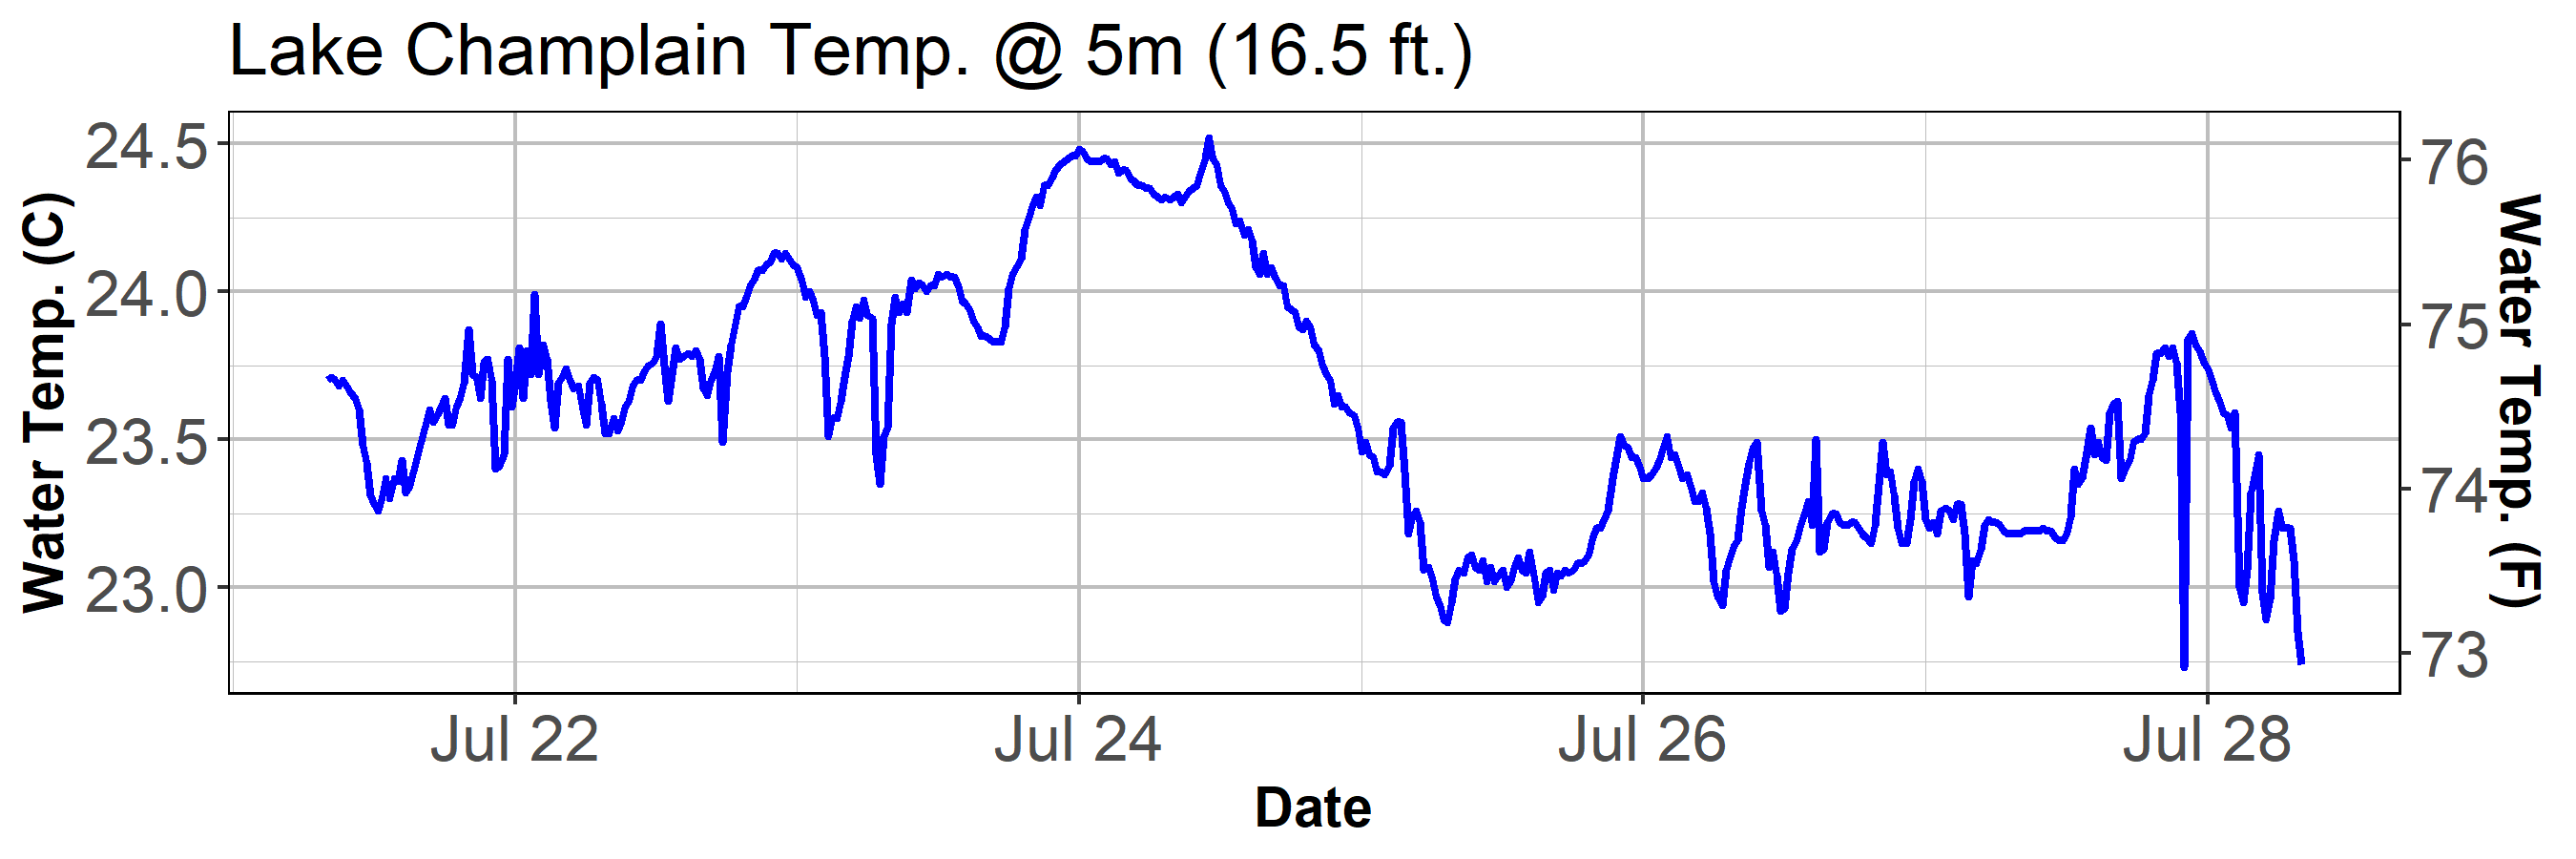 Lake Champlain Temp. @ 5m (16.5 ft.)
Water Temp. (C)
24.5
24.0
23.5
23.0
76
75
74
73
Water Temp. (F)
Jul 22 Jul 24 Jul 26 Jul 28
Date